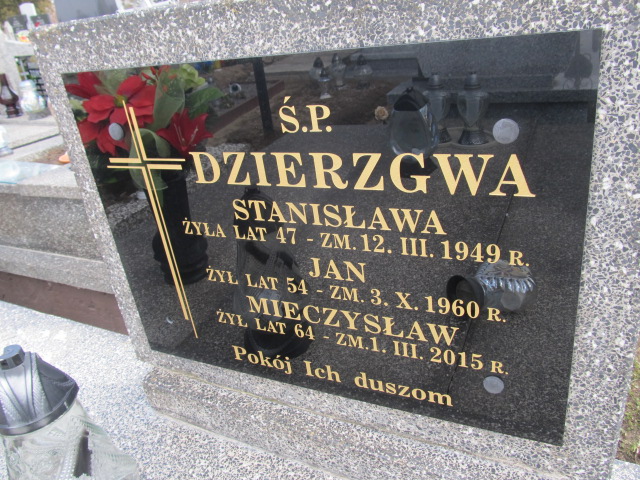 Ś.P.
DZIERZGWA
STANISŁAWA
ŻYŁA LAT 47 - ZM. 12. III. 1949 R.
JAN
ŻYŁ LAT 54 - ZM. 3. X. 1960 R.
MIECZYSŁAW
ŻYŁ LAT 64 - ZM. 1. III. 2015 R.
Pokój Ich duszom